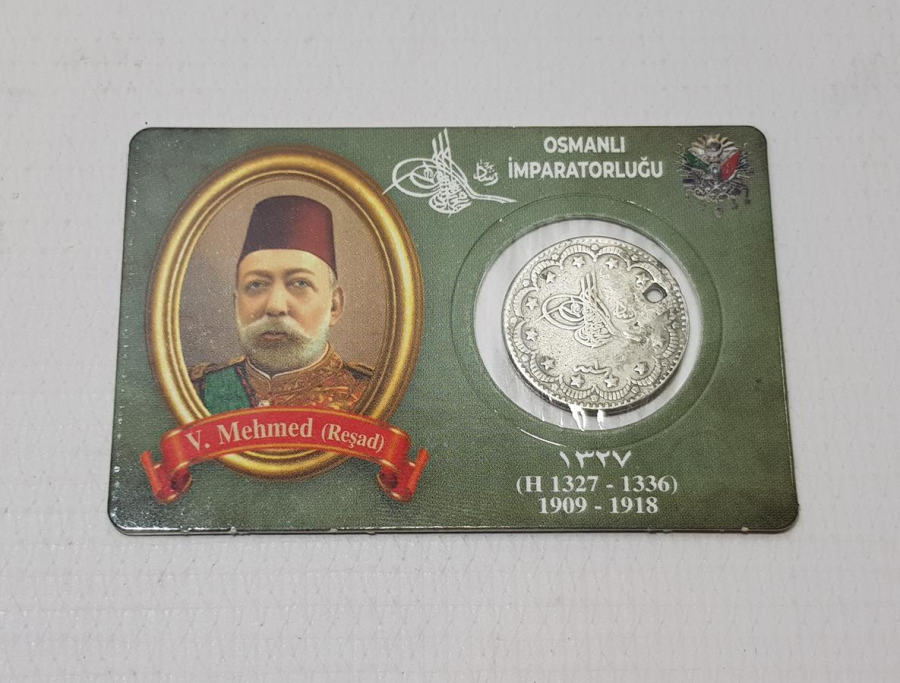 OSMANLI
İMPARATORLUĞU
V. Mehmed (Reşad)
١٣٢٧
(H 1327 - 1336)
1909 - 1918